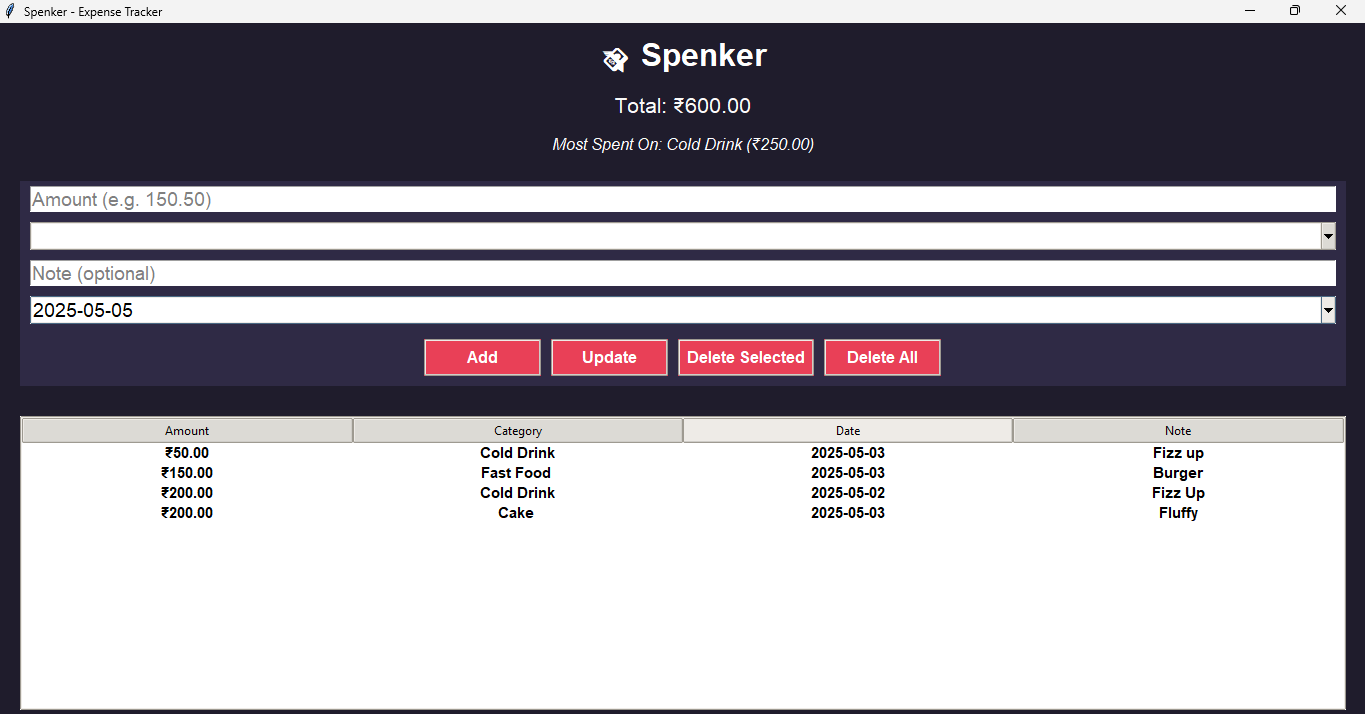 Spenker - Expense Tracker
Spenker
Total: ₹600.00
Most Spent On: Cold Drink (₹250.00)
Amount (e.g. 150.50)
Note (optional)
2025-05-05
Add Update Delete Selected Delete All
Amount Category Date Note
₹50.00 Cold Drink 2025-05-03 Fizz up
₹150.00 Fast Food 2025-05-03 Burger
₹200.00 Cold Drink 2025-05-02 Fizz Up
₹200.00 Cake 2025-05-03 Fluffy